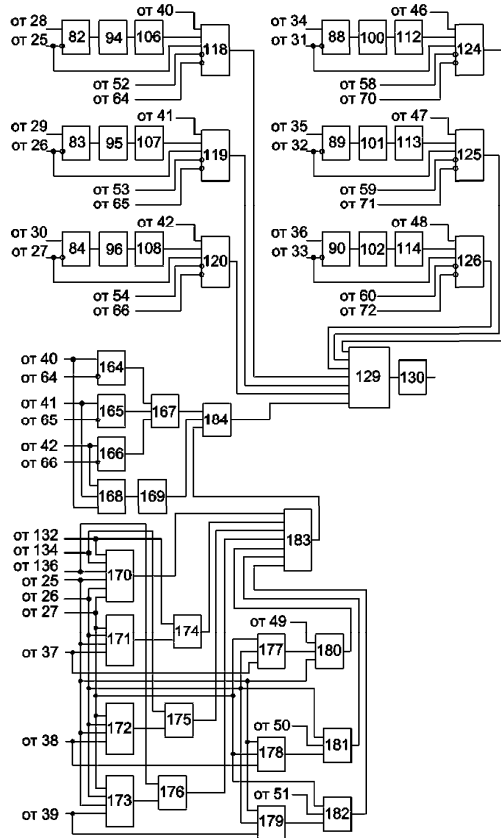 от 28
от 25
82
94
106
от 40
118
от 52
от 64
от 34
от 31
88
100
112
от 46
124
от 58
от 70
от 29
от 26
83
95
107
от 41
119
от 53
от 65
от 35
от 32
89
101
113
от 47
125
от 59
от 71
от 30
от 27
84
96
108
от 42
120
от 54
от 66
от 36
от 33
90
102
114
от 48
126
от 60
от 72
129
130
от 40
от 64
164
от 41
от 65
165
167
184
от 42
от 66
166
168
169
183
от 132
от 134
от 136
от 25
от 26
от 27
170
171
174
от 37
от 49
177
180
172
175
от 38
от 50
178
181
173
176
от 39
от 51
179
182